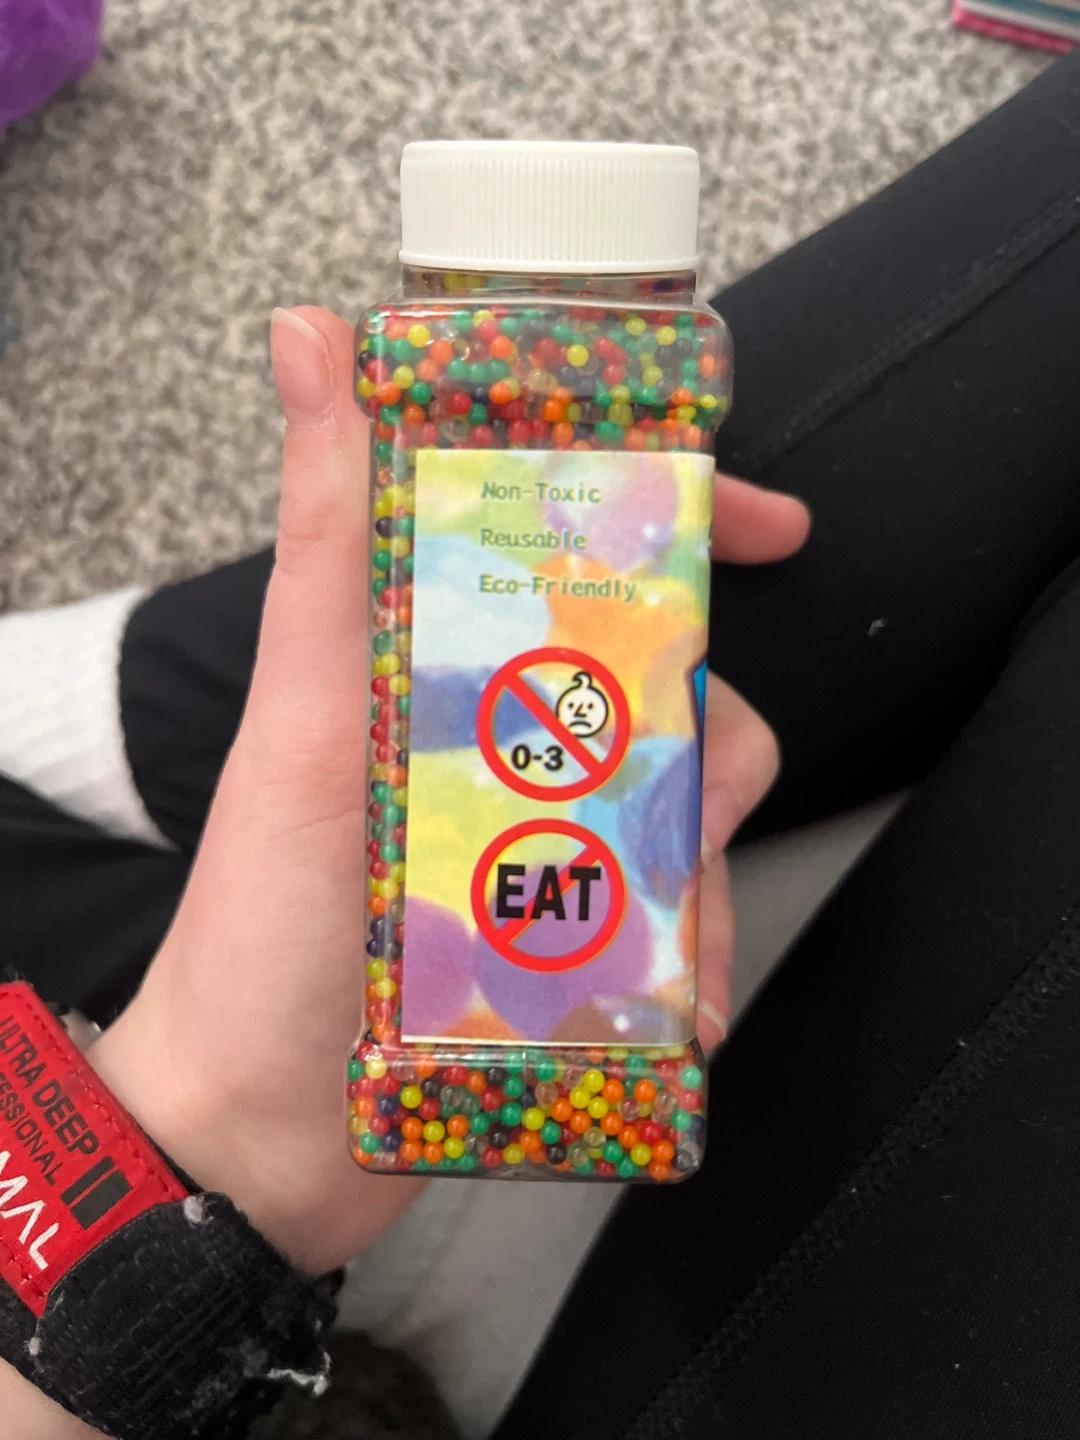 Non-Toxic
Reusable
Eco-Friendly
0-3
EAT
ULTRA DEEP